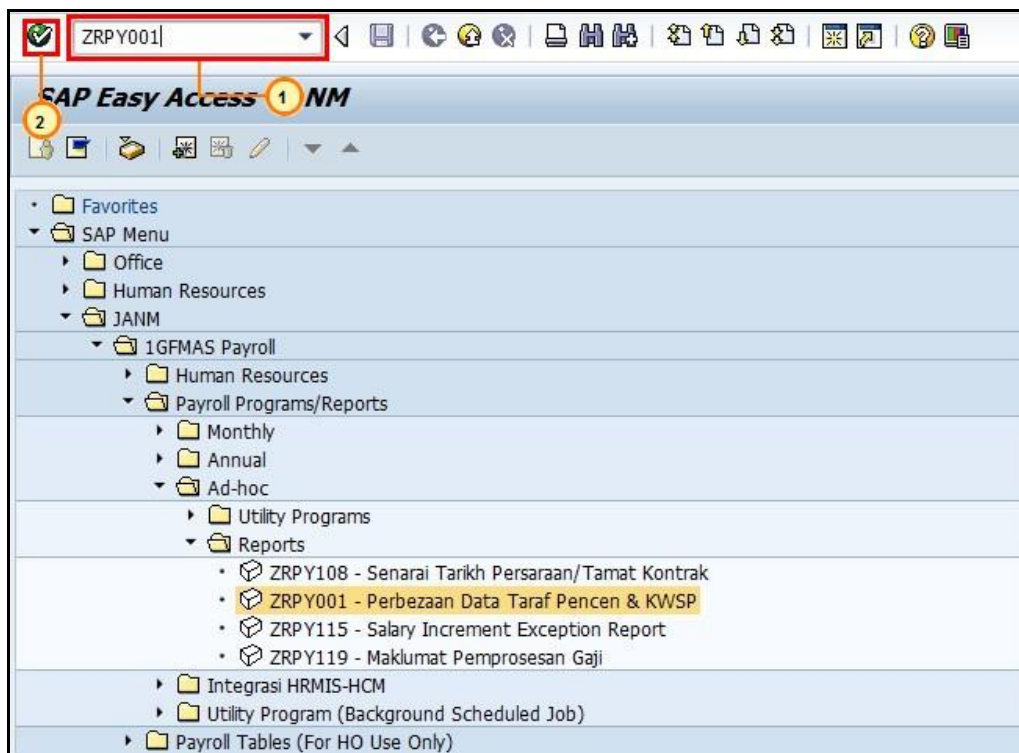 ZRPY001
SAP Easy Access 1 NM
2
Favorites
SAP Menu
Office
Human Resources
JANM
1GFMAS Payroll
Human Resources
Payroll Programs/Reports
Monthly
Annual
Ad-hoc
Utility Programs
Reports
ZRPY108 - Senarai Tarikh Persaraan/Tamat Kontrak
ZRPY001 - Perbezaan Data Taraf Pencen & KWSP
ZRPY115 - Salary Increment Exception Report
ZRPY119 - Maklumat Pemprosesan Gaji
Integrasi HRMIS-HCM
Utility Program (Background Scheduled Job)
Payroll Tables (For HO Use Only)